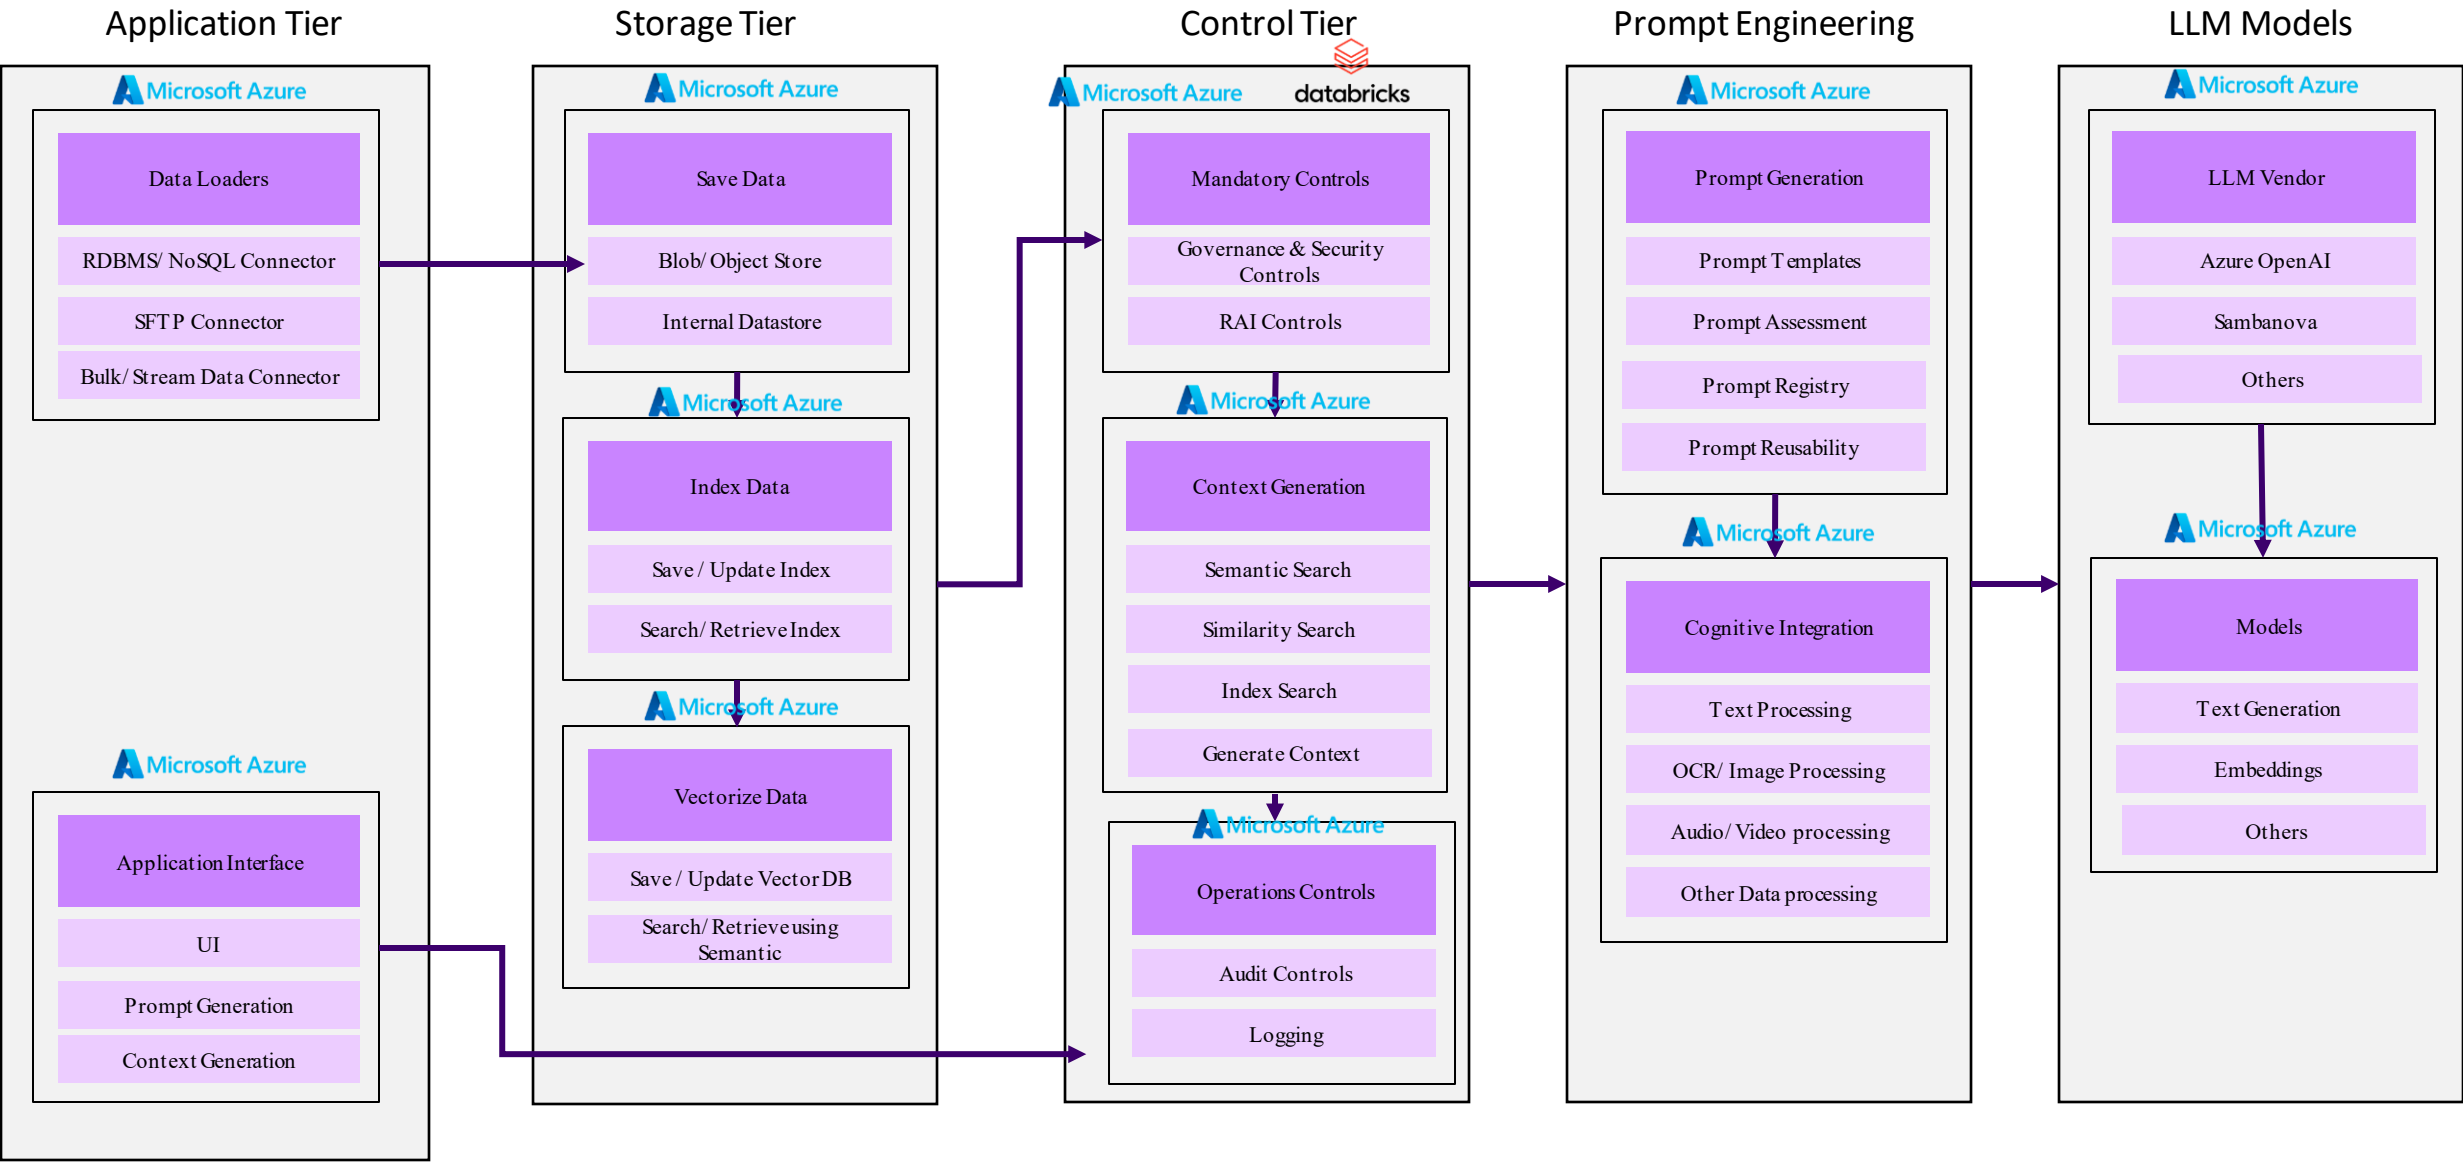 Application Tier
Microsoft Azure
Data Loaders
RDBMS/ NoSQL Connector
SFTP Connector
Bulk/ Stream Data Connector
Microsoft Azure
Application Interface
UI
Prompt Generation
Context Generation
Storage Tier
Microsoft Azure
Save Data
Blob/ Object Store
Internal Datastore
Microsoft Azure
Index Data
Save / Update Index
Search/ Retrieve Index
Microsoft Azure
Vectorize Data
Save / Update Vector DB
Search/ Retrieve using
Semantic
Control Tier
Microsoft Azure
databricks
Mandatory Controls
Governance & Security
Controls
RAI Controls
Microsoft Azure
Context Generation
Semantic Search
Similarity Search
Index Search
Generate Context
Microsoft Azure
Operations Controls
Audit Controls
Logging
Prompt Engineering
Microsoft Azure
Prompt Generation
Prompt Templates
Prompt Assessment
Prompt Registry
Prompt Reusability
Microsoft Azure
Cognitive Integration
Text Processing
OCR/ Image Processing
Audio/ Video processing
Other Data processing
LLM Models
Microsoft Azure
LLM Vendor
Azure OpenAI
Sambanova
Others
Microsoft Azure
Models
Text Generation
Embeddings
Others